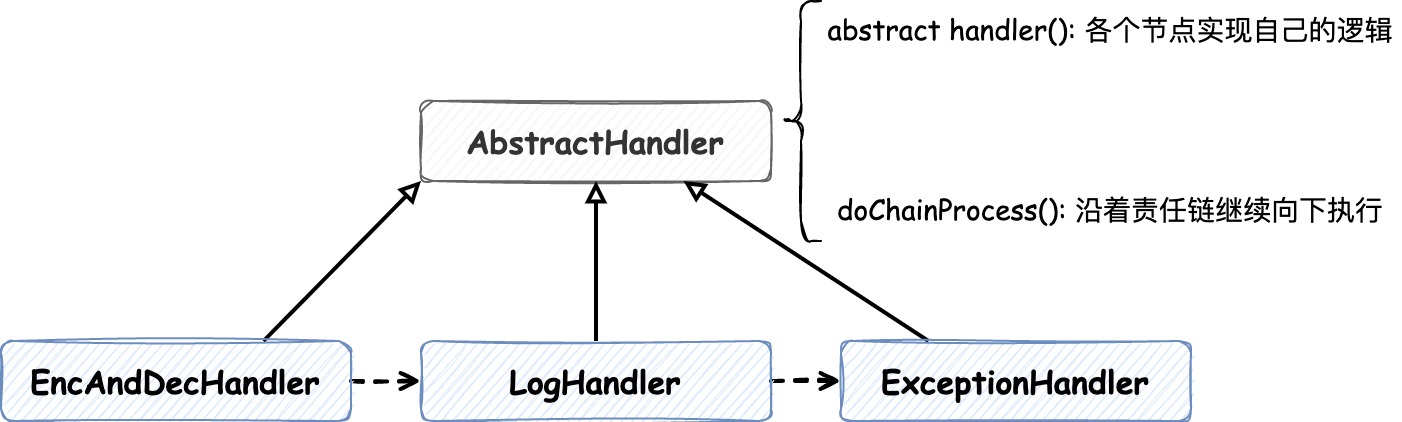 abstract handler(): 各个节点实现自己的逻辑
AbstractHandler
doChainProcess(): 沿着责任链继续向下执行
EncAndDecHandler
LogHandler
ExceptionHandler